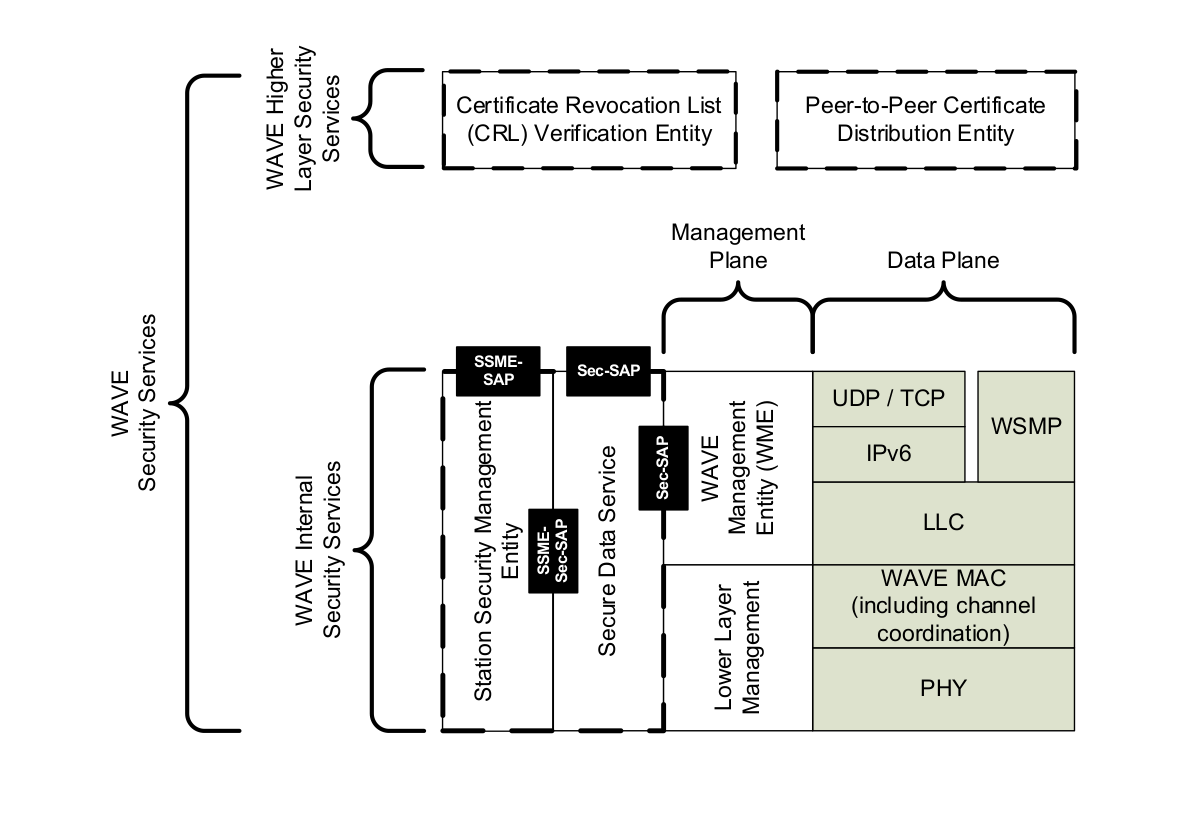 WAVE
Security Services
WAVE Higher
Layer Security
Services
Certificate Revocation List
(CRL) Verification Entity
Peer-to-Peer Certificate
Distribution Entity
Management
Plane
Data Plane
WAVE Internal
Security Services
SSME-
SAP
Sec-SAP
Station Security Management
Entity
SSME-
Sec-SAP
Secure Data Service
Sec-SAP
WAVE
Management
Entity (WME)
Lower Layer
Management
UDP / TCP
IPv6
WSMP
LLC
WAVE MAC
(including channel
coordination)
PHY